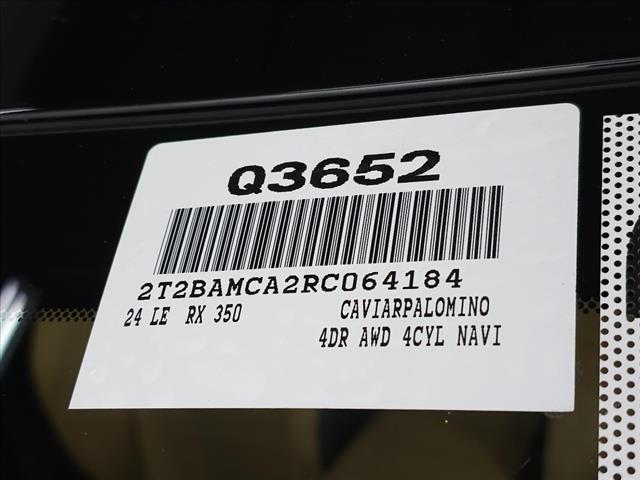 Q3652
2T2BAMCA2RC064184
24 LE RX 350 CAVIARPALOMINO
4DR AWD 4CYL NAVI